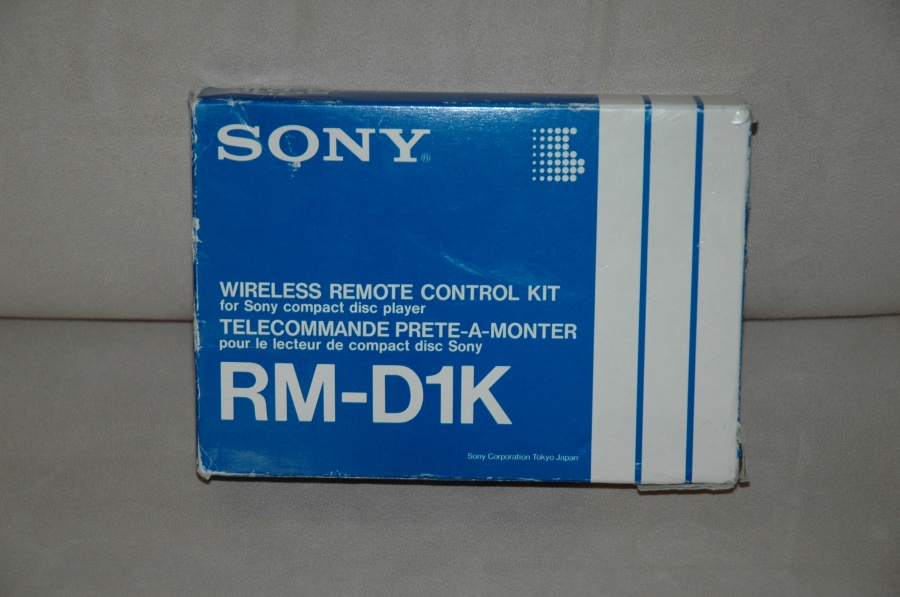 SONY®
WIRELESS REMOTE CONTROL KIT
for Sony compact disc player
TELECOMMANDE PRETE-A-MONTER
pour le lecteur de compact disc Sony
RM-D1K
Sony Corporation Tokyo Japan